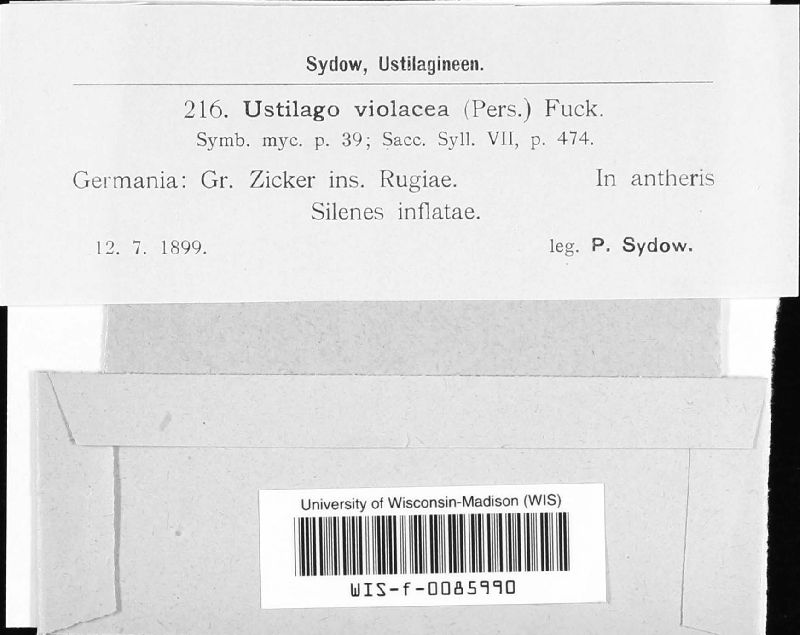 Sydow, Ustilagineen.
216. Ustilago violacea (Pers.) Fuck.
Symb. myc. p. 39; Sacc. Syll. VII, p. 474.
Germania: Gr. Zicker ins. Rugiae. In antheris
Silenes inflatae.
12. 7. 1899. leg. P. Sydow.
University of Wisconsin-Madison (WIS)
WIS-f-0085990